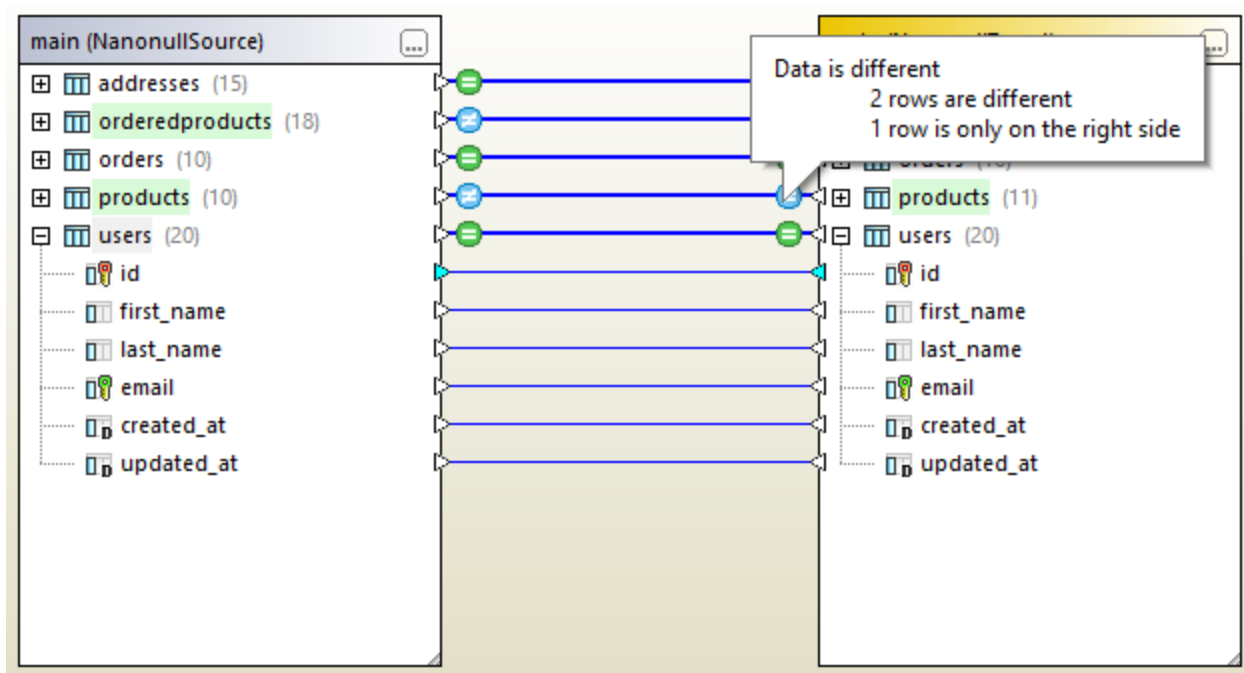 main (NanonullSource)
...
addresses (15)
orderedproducts (18)
orders (10)
products (10)
users (20)
id
first_name
last_name
email
created_at
updated_at
Data is different
2 rows are different
1 row is only on the right side
...
products (11)
users (20)
id
first_name
last_name
email
created_at
updated_at